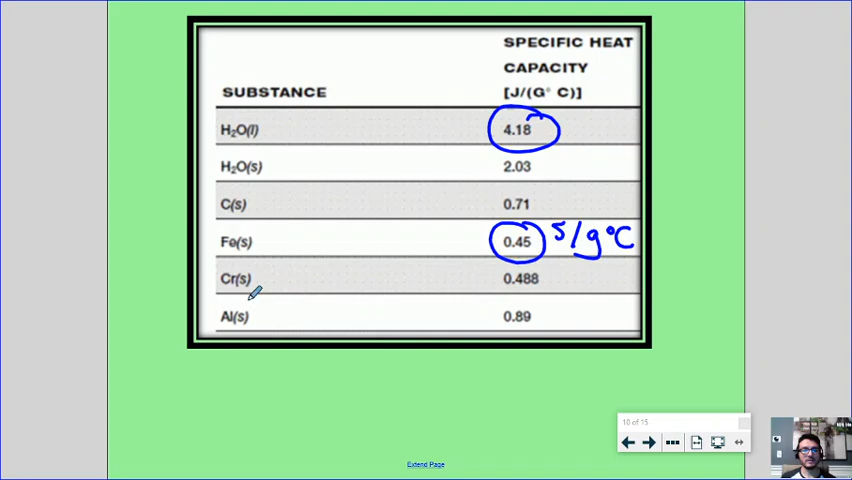 SPECIFIC HEAT
CAPACITY
SUBSTANCE [J/(G° C)]
H₂O(l) 4.18
H₂O(s) 2.03
C(s) 0.71
Fe(s) 0.45 J/g°C
Cr(s) 0.488
Al(s) 0.89
10 of 15
Extend Page